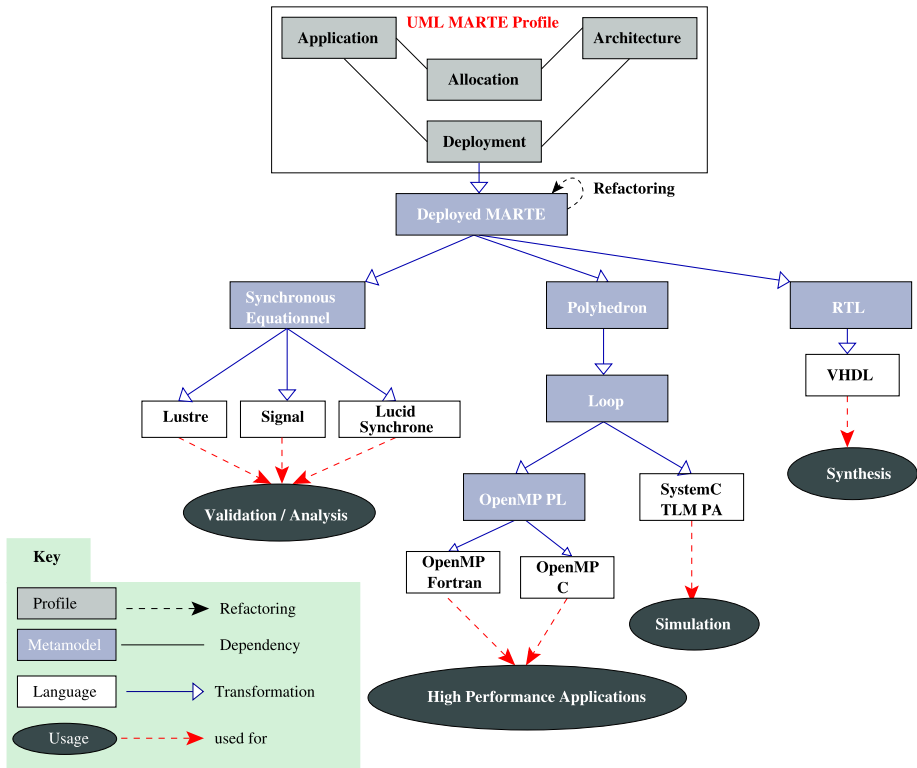 UML MARTE Profile
Application
Architecture
Allocation
Deployment
Refactoring
Deployed MARTE
Synchronous
Equationnel
Polyhedron
RTL
VHDL
Loop
Lustre
Signal
Lucid
Synchrone
Synthesis
OpenMP PL
SystemC
TLM PA
Validation / Analysis
OpenMP
Fortran
OpenMP
C
Simulation
High Performance Applications
Key
Profile
Refactoring
Metamodel
Dependency
Language
Transformation
Usage
used for